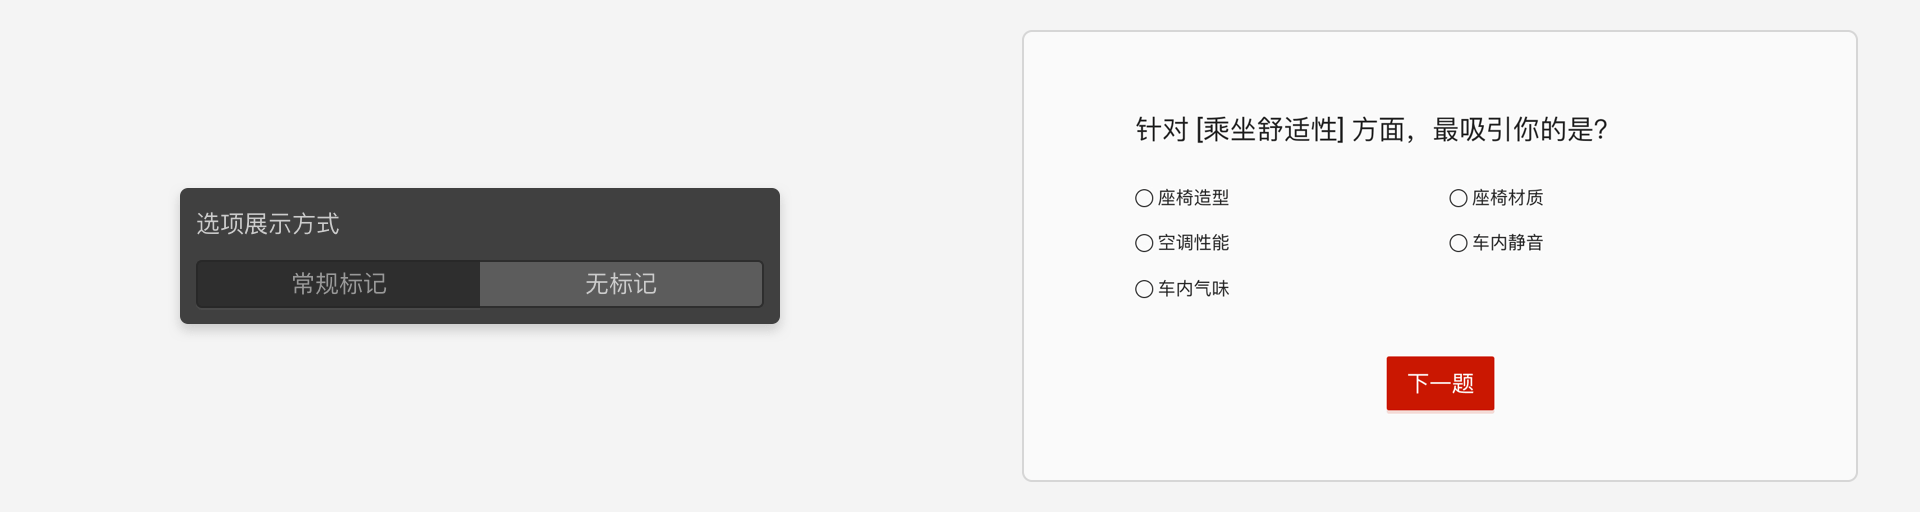 选项展示方式
常规标记 无标记
针对 [乘坐舒适性] 方面，最吸引你的是?
座椅造型 座椅材质
空调性能 车内静音
车内气味
下一题